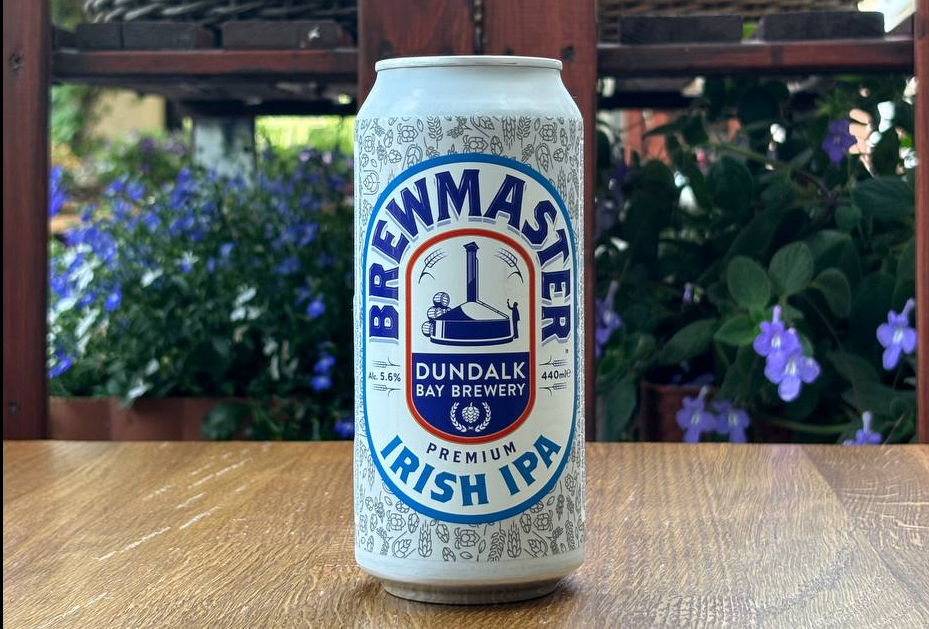 BREWMASTER
Alc. 5.6%
440ml℮
DUNDALK
BAY BREWERY
PREMIUM
IRISH IPA